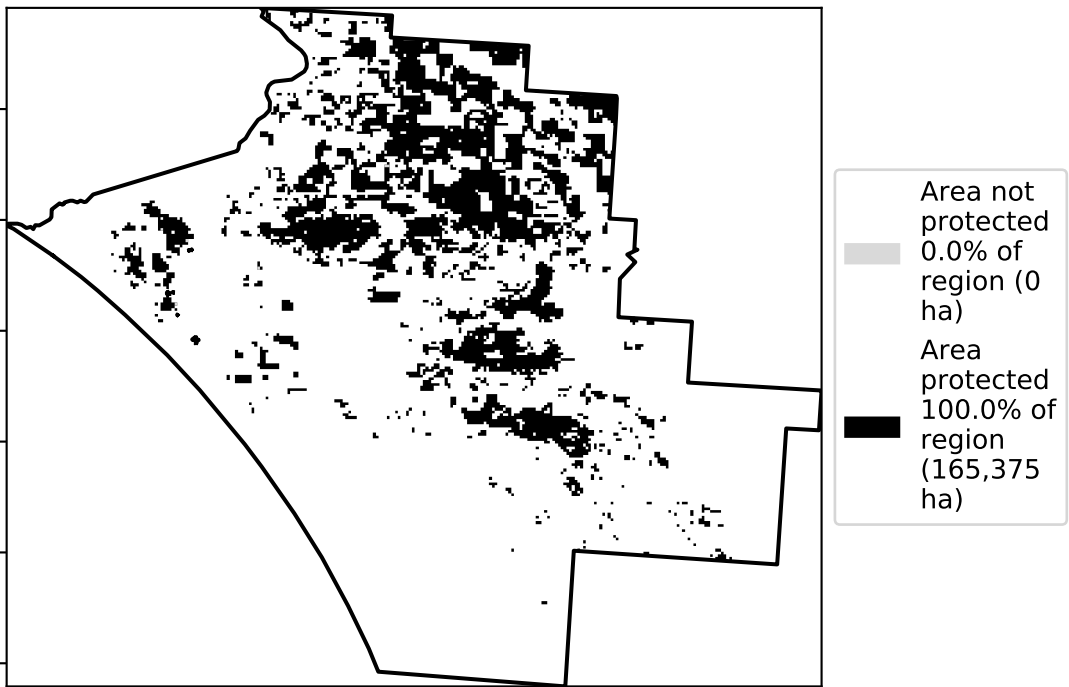 Area not
protected
0.0% of
region (0
ha)
Area
protected
100.0% of
region
(165,375
ha)